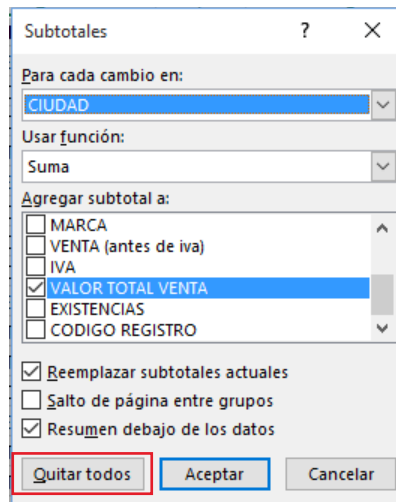 Subtotales ?
Para cada cambio en:
CIUDAD
Usar función:
Suma
Agregar subtotal a:
MARCA
VENTA (antes de iva)
IVA
VALOR TOTAL VENTA
EXISTENCIAS
CODIGO REGISTRO
Reemplazar subtotales actuales
Salto de página entre grupos
Resumen debajo de los datos
Quitar todos Aceptar Cancelar